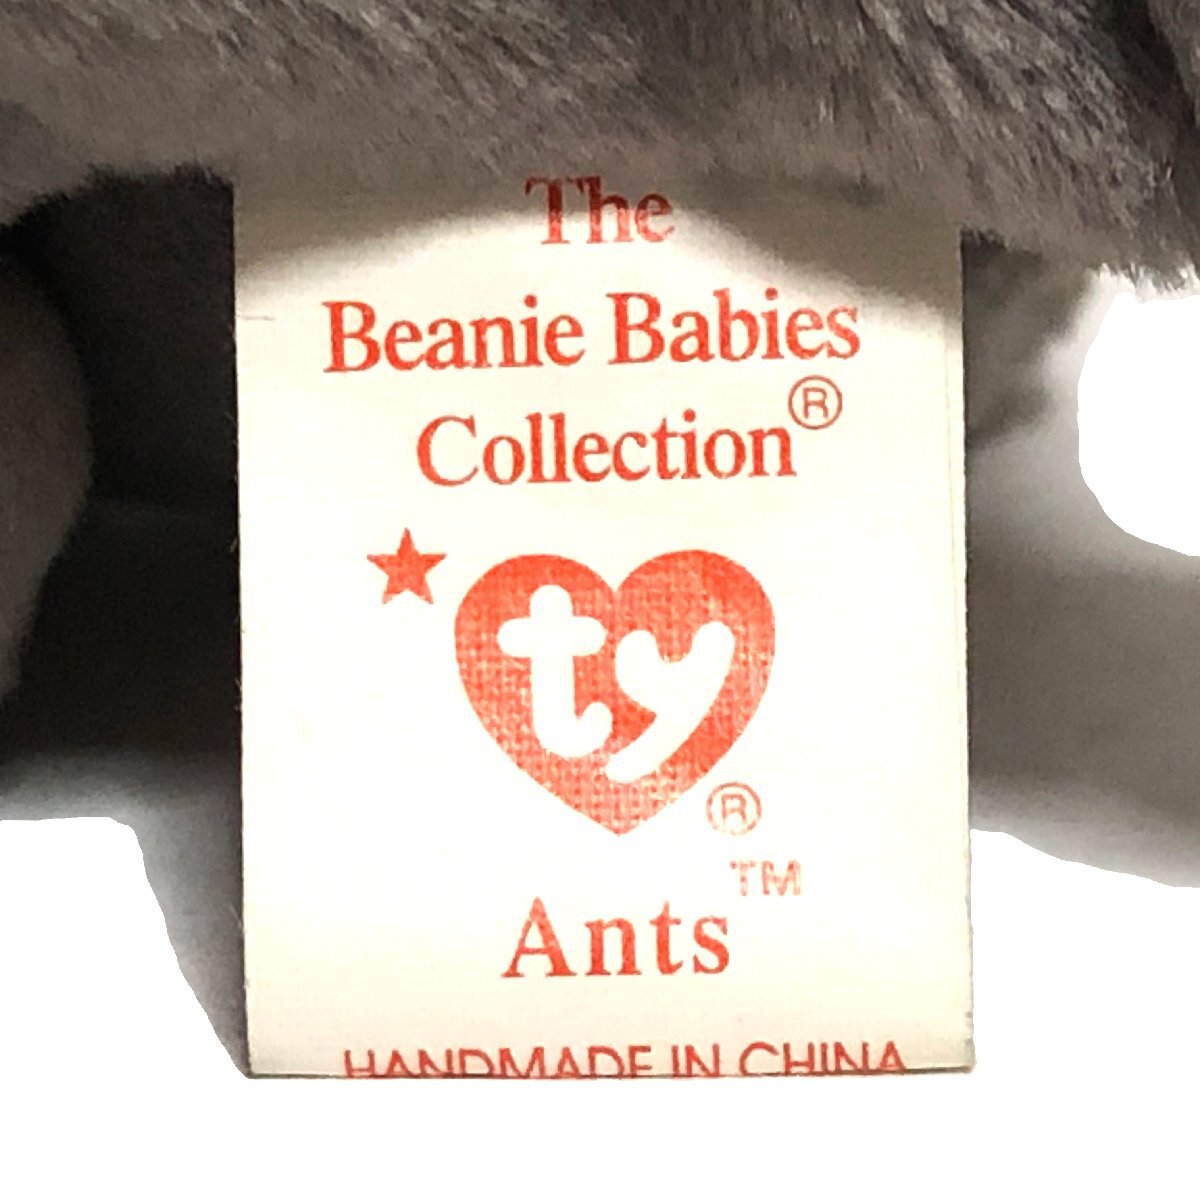 The
Beanie Babies
Collection®
ty®
Ants™
HANDMADE IN CHINA